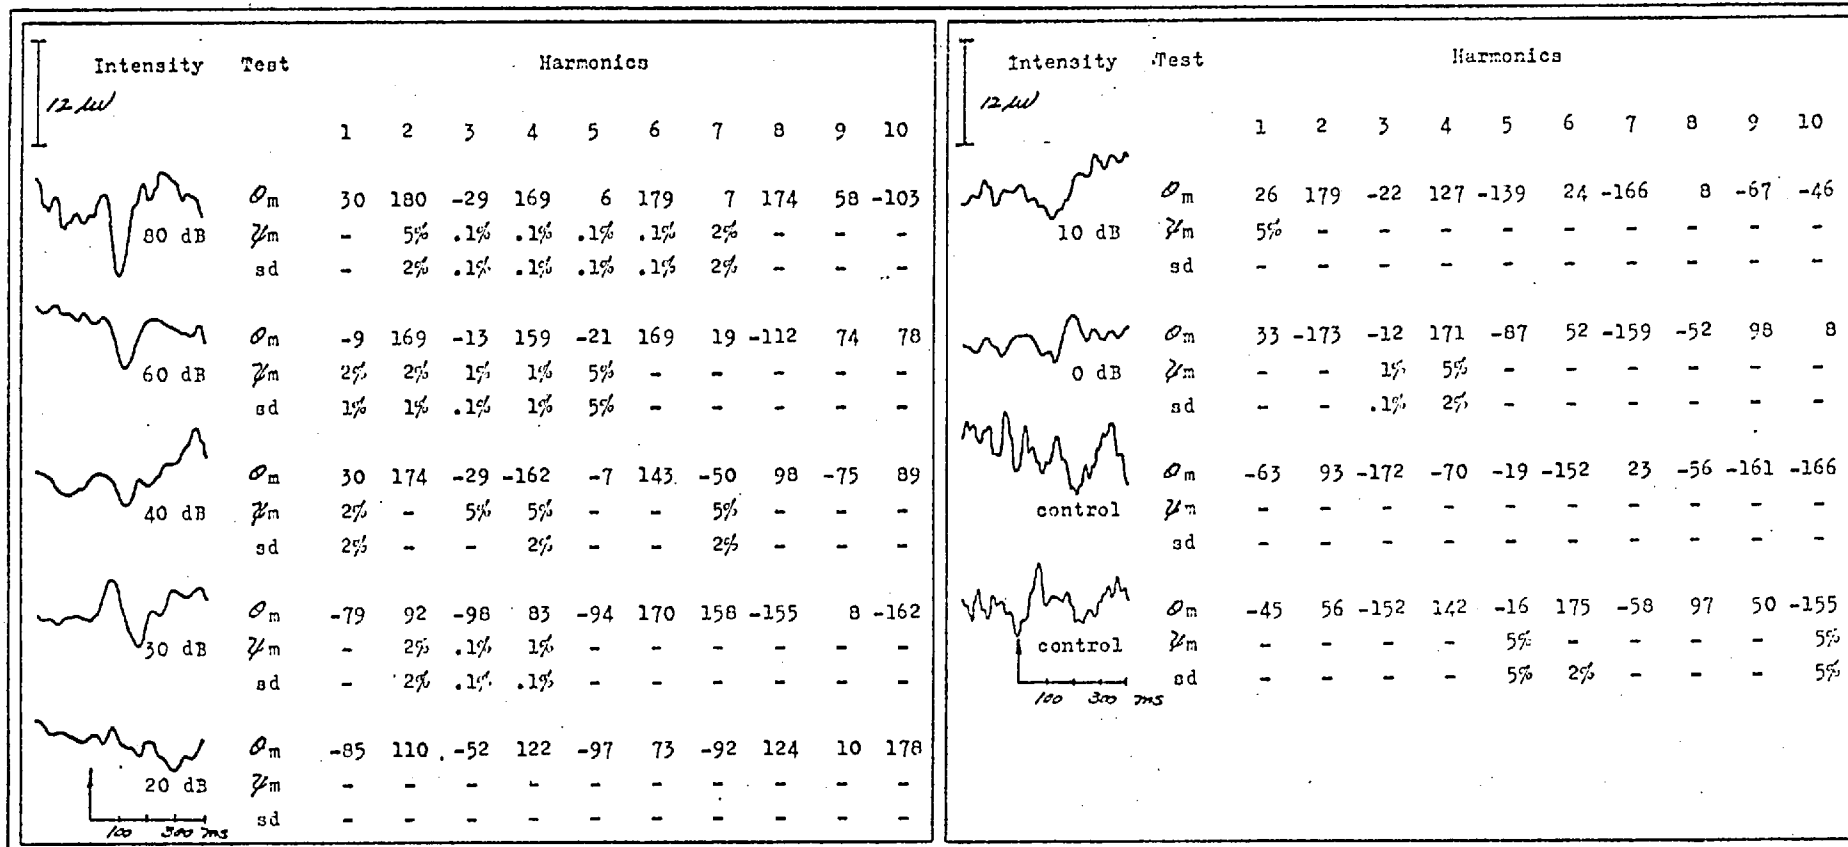 Intensity Test Harmonics
12 μV
1 2 3 4 5 6 7 8 9 10
θm 30 180 -29 169 6 179 7 174 58 -103
80 dB γm - 5% .1% .1% .1% .1% 2% - - -
sd - 2% .1% .1% .1% .1% 2% - - -
θm -9 169 -13 159 -21 169 19 -112 74 78
60 dB γm 2% 2% 1% 1% 5% - - - - -
sd 1% 1% .1% 1% 5% - - - - -
θm 30 174 -29 -162 -7 143 -50 98 -75 89
40 dB γm 2% - 5% 5% - - 5% - - -
sd 2% - - 2% - - 2% - - -
θm -79 92 -98 83 -94 170 158 -155 8 -162
30 dB γm - 2% .1% 1% - - - - - -
sd - 2% .1% .1% - - - - - -
θm -85 110 -52 122 -97 73 -92 124 10 178
20 dB γm - - - - - - - - - -
sd - - - - - - - - - -
100 300 ms
Intensity Test Harmonics
12 μV
1 2 3 4 5 6 7 8 9 10
θm 26 179 -22 127 -139 24 -166 8 -67 -46
10 dB γm 5% - - - - - - - - -
sd - - - - - - - - - -
θm 33 -173 -12 171 -87 52 -159 -52 98 8
0 dB γm - - 1% 5% - - - - - -
sd - - .1% 2% - - - - - -
θm -63 93 -172 -70 -19 -152 23 -56 -161 -166
control γm - - - - - - - - - -
sd - - - - - - - - - -
θm -45 56 -152 142 -16 175 -58 97 50 -155
control γm - - - - 5% - - - - 5%
sd - - - - 5% 2% - - - 5%
100 300 ms